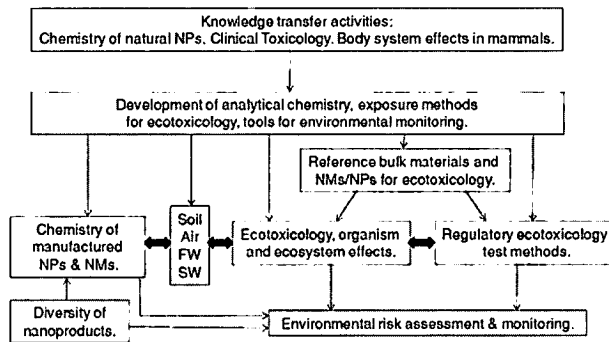 Knowledge transfer activities:
Chemistry of natural NPs. Clinical Toxicology. Body system effects in mammals.
Development of analytical chemistry, exposure methods
for ecotoxicology, tools for environmental monitoring.
Reference bulk materials and
NMs/NPs for ecotoxicology.
Chemistry of
manufactured
NPs & NMs.
Soil
Air
FW
SW
Ecotoxicology, organism
and ecosystem effects.
Regulatory ecotoxicology
test methods.
Diversity of
nanoproducts.
Environmental risk assessment & monitoring.